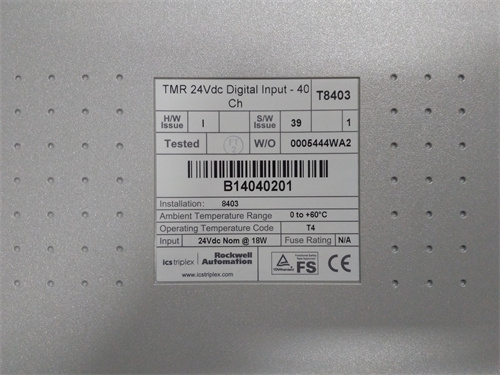 TMR 24Vdc Digital Input - 40 Ch
T8403
H/W Issue I S/W Issue 39 1
Tested W/O 0005444WA2
B14040201
Installation: 8403
Ambient Temperature Range 0 to +60°C
Operating Temperature Code T4
Input 24Vdc Nom @ 18W Fuse Rating N/A
icstriplex Rockwell Automation
www.icstriplex.com
FS CE